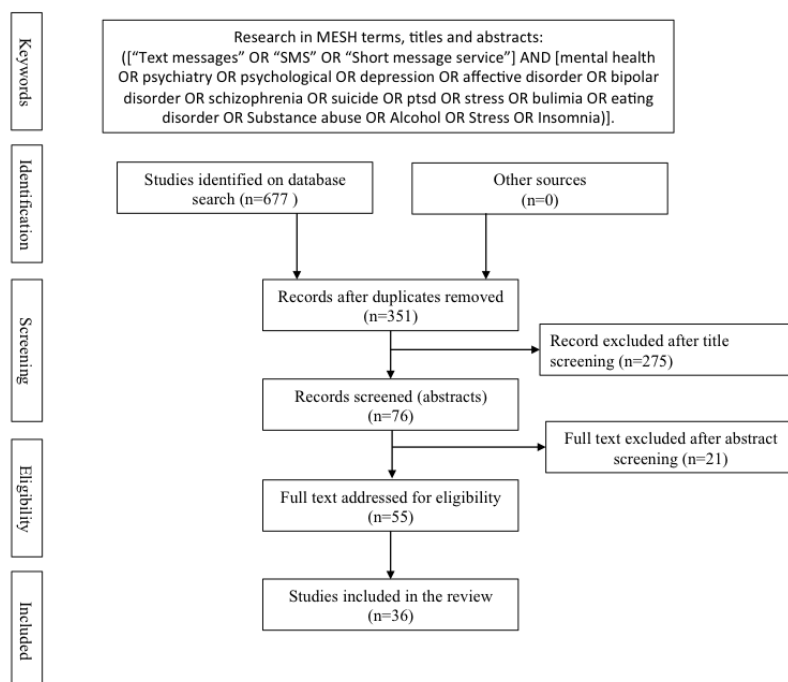 Keywords
Research in MESH terms, titles and abstracts:
([“Text messages” OR “SMS” OR “Short message service”] AND [mental health
OR psychiatry OR psychological OR depression OR affective disorder OR bipolar
disorder OR schizophrenia OR suicide OR ptsd OR stress OR bulimia OR eating
disorder OR Substance abuse OR Alcohol OR Stress OR Insomnia)].
Identification
Studies identified on database
search (n=677 )
Other sources
(n=0)
Screening
Records after duplicates removed
(n=351)
Record excluded after title
screening (n=275)
Records screened (abstracts)
(n=76)
Eligibility
Full text excluded after abstract
screening (n=21)
Full text addressed for eligibility
(n=55)
Included
Studies included in the review
(n=36)